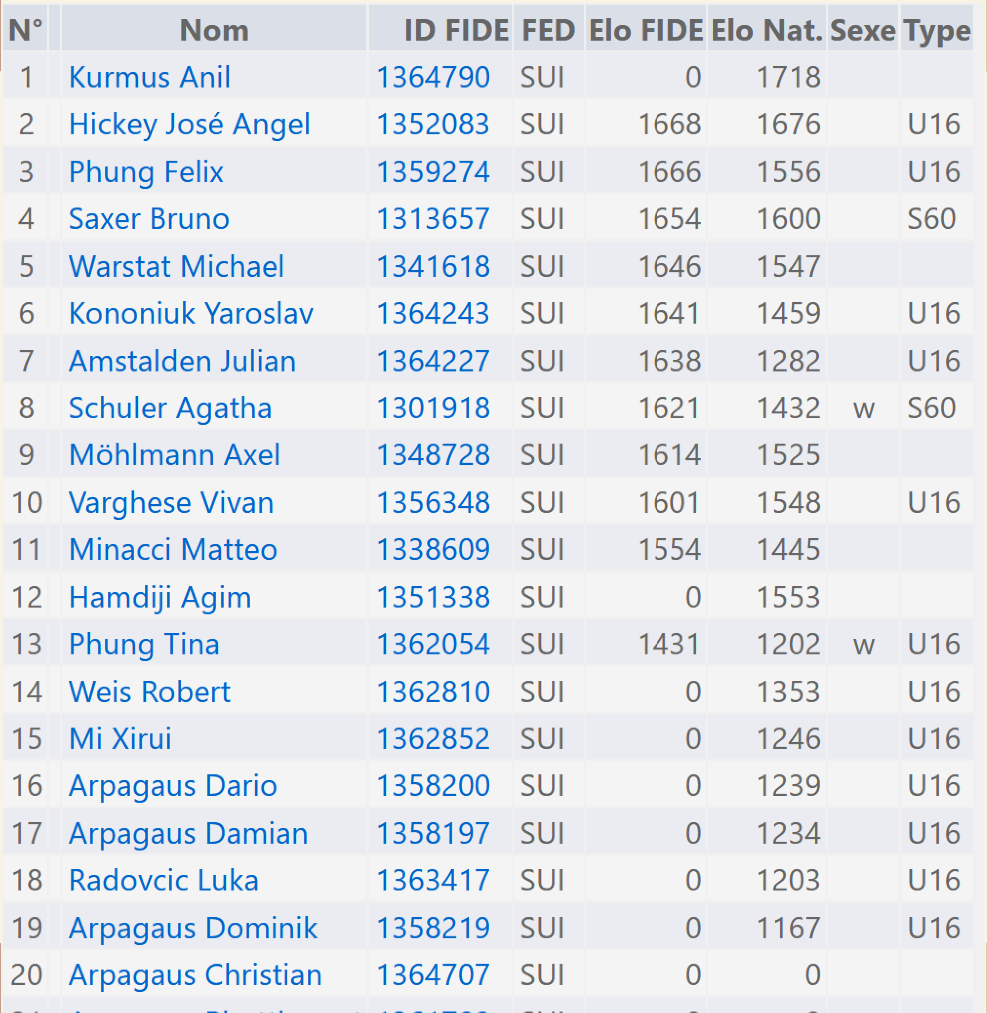 N° Nom ID FIDE FED Elo FIDE Elo Nat. Sexe Type
1 Kurmus Anil 1364790 SUI 0 1718
2 Hickey José Angel 1352083 SUI 1668 1676 U16
3 Phung Felix 1359274 SUI 1666 1556 U16
4 Saxer Bruno 1313657 SUI 1654 1600 S60
5 Warstat Michael 1341618 SUI 1646 1547
6 Kononiuk Yaroslav 1364243 SUI 1641 1459 U16
7 Amstalden Julian 1364227 SUI 1638 1282 U16
8 Schuler Agatha 1301918 SUI 1621 1432 w S60
9 Möhlmann Axel 1348728 SUI 1614 1525
10 Varghese Vivan 1356348 SUI 1601 1548 U16
11 Minacci Matteo 1338609 SUI 1554 1445
12 Hamdiji Agim 1351338 SUI 0 1553
13 Phung Tina 1362054 SUI 1431 1202 w U16
14 Weis Robert 1362810 SUI 0 1353 U16
15 Mi Xirui 1362852 SUI 0 1246 U16
16 Arpagaus Dario 1358200 SUI 0 1239 U16
17 Arpagaus Damian 1358197 SUI 0 1234 U16
18 Radovcic Luka 1363417 SUI 0 1203 U16
19 Arpagaus Dominik 1358219 SUI 0 1167 U16
20 Arpagaus Christian 1364707 SUI 0 0